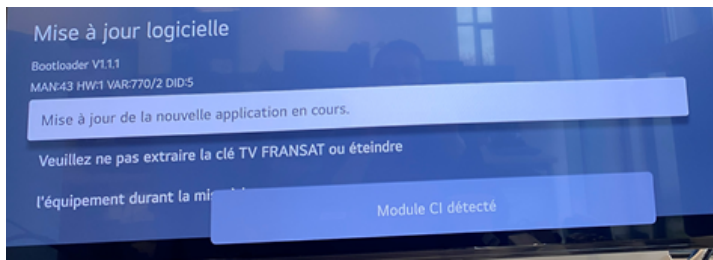 Mise à jour logicielle
Bootloader V1.1.1
MAN:43 HW:1 VAR:770/2 DID:5
Mise à jour de la nouvelle application en cours.
Veuillez ne pas extraire la clé TV FRANSAT ou éteindre
l'équipement durant la
Module CI détecté